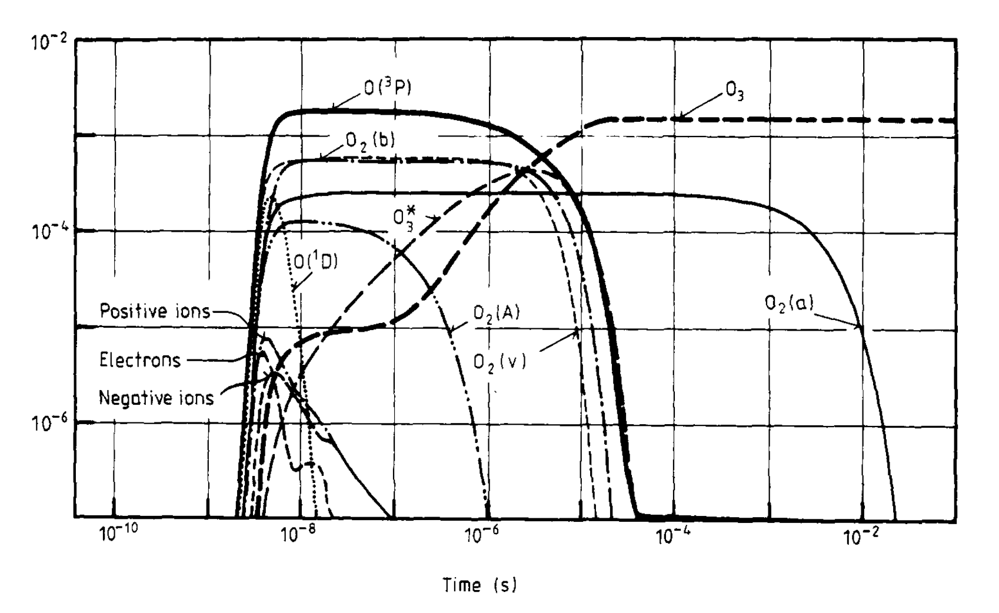 10⁻²
O(³P)
O₃
O₂(b)
O₃*
10⁻⁴
O(¹D)
Positive ions
O₂(A)
O₂(a)
Electrons
O₂(v)
Negative ions
10⁻⁶
10⁻¹⁰
10⁻⁸
10⁻⁶
10⁻⁴
10⁻²
Time (s)